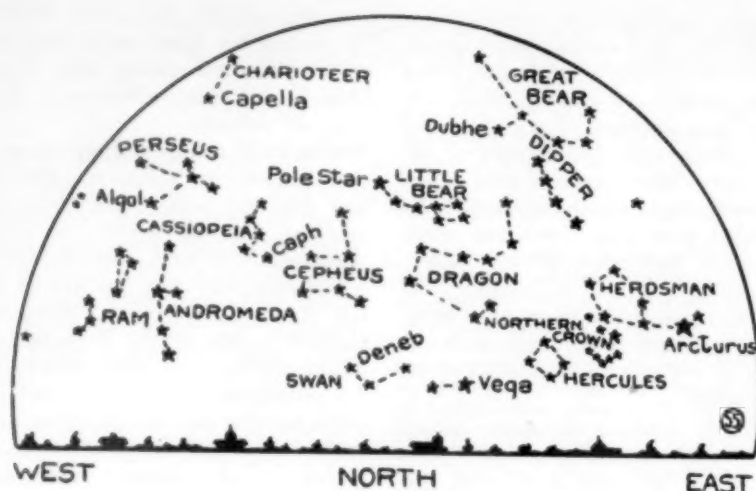 CHARIOTEER
Capella
GREAT
BEAR
Dubhe
DIPPER
PERSEUS
Algol
Pole Star
LITTLE
BEAR
CASSIOPEIA
Caph
CEPHEUS
DRAGON
HERDSMAN
RAM
ANDROMEDA
NORTHERN
CROWN
Arcturus
Deneb
SWAN
Vega
HERCULES
55
WEST NORTH EAST